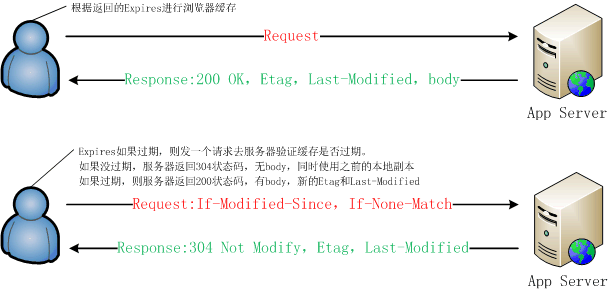 根据返回的Expires进行浏览器缓存
Request
Response:200 OK, Etag, Last-Modified, body
App Server
Expires如果过期，则发一个请求去服务器验证缓存是否过期。
如果没过期，服务器返回304状态码，无body，同时使用之前的本地副本
如果过期，则服务器返回200状态码，有body，新的Etag和Last-Modified
Request:If-Modified-Since, If-None-Match
Response:304 Not Modify, Etag, Last-Modified
App Server